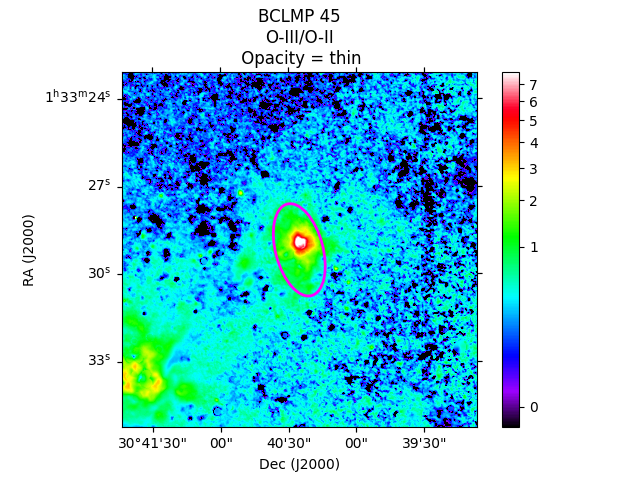 BCLMP 45
O-III/O-II
Opacity = thin
1ʰ33ᵐ24ˢ
27ˢ
30ˢ
33ˢ
RA (J2000)
30°41'30" 00" 40'30" 00" 39'30"
Dec (J2000)
7
6
5
4
3
2
1
0